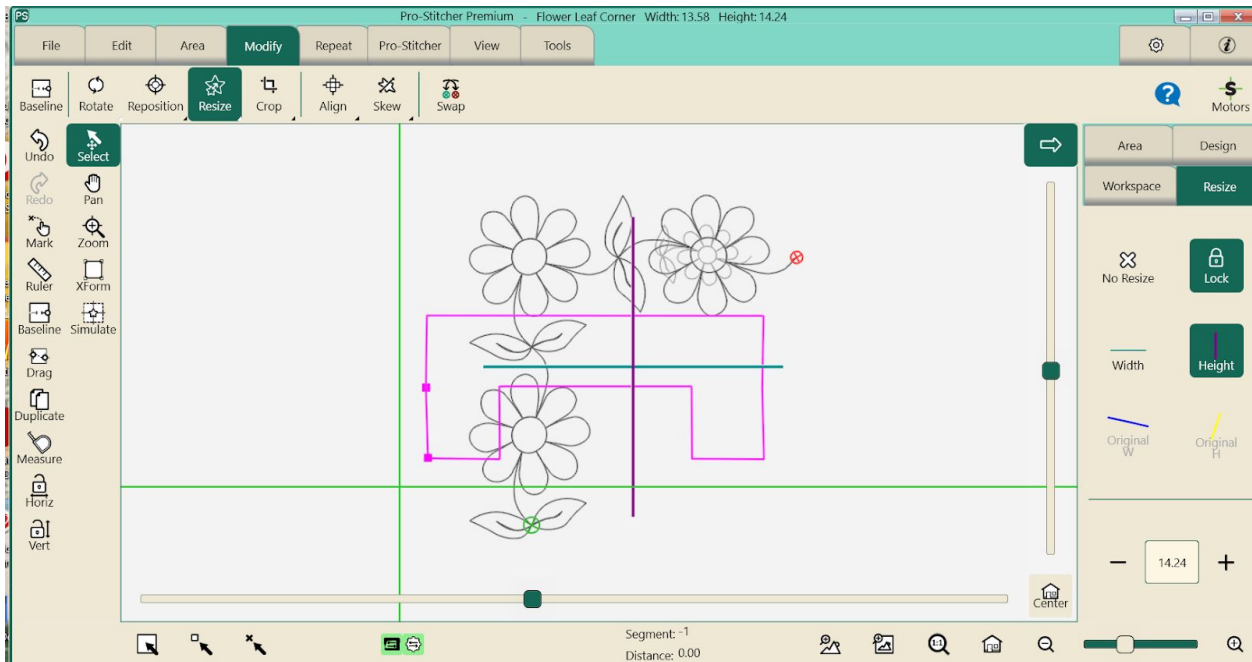 PS
Pro-Stitcher Premium - Flower Leaf Corner Width: 13.58 Height: 14.24
File Edit Area Modify Repeat Pro-Stitcher View Tools
Baseline Rotate Reposition Resize Crop Align Skew Swap Motors
Undo Select
Redo Pan
Mark Zoom
Ruler XForm
Baseline Simulate
Drag
Duplicate
Measure
Horiz
Vert
Area Design
Workspace Resize
No Resize Lock
Width Height
Original W
Original H
14.24
Center
Segment: -1
Distance: 0.00
1:1